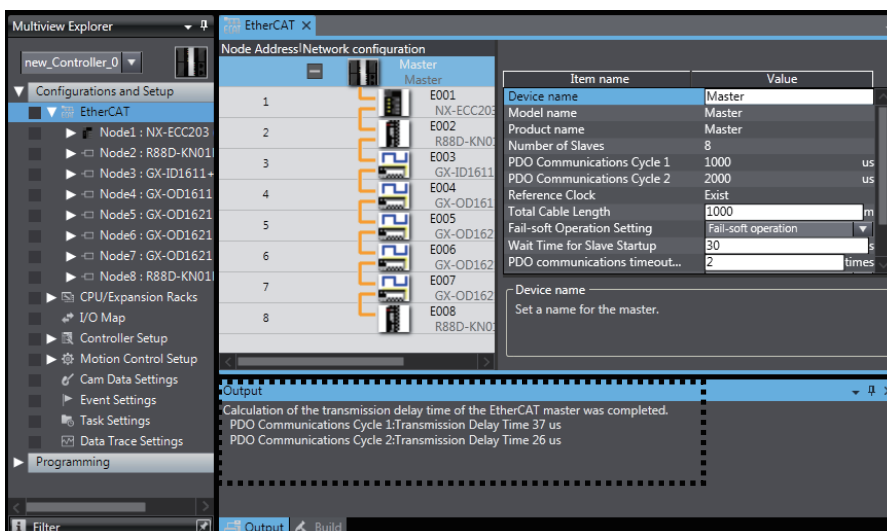 Multiview Explorer
new_Controller_0
Configurations and Setup
EtherCAT
Node1 : NX-ECC203
Node2 : R88D-KN01
Node3 : GX-ID1611+
Node4 : GX-OD1611
Node5 : GX-OD1621
Node6 : GX-OD1621
Node7 : GX-OD1621
Node8 : R88D-KN01
CPU/Expansion Racks
I/O Map
Controller Setup
Motion Control Setup
Cam Data Settings
Event Settings
Task Settings
Data Trace Settings
Programming
Filter
EtherCAT
Node Address|Network configuration
Master
Master
1 E001
NX-ECC203
2 E002
R88D-KN0
3 E003
GX-ID1611
4 E004
GX-OD161
5 E005
GX-OD162
6 E006
GX-OD162
7 E007
GX-OD162
8 E008
R88D-KN0
Item name Value
Device name Master
Model name Master
Product name Master
Number of Slaves 8
PDO Communications Cycle 1 1000 us
PDO Communications Cycle 2 2000 us
Reference Clock Exist
Total Cable Length 1000 m
Fail-soft Operation Setting Fail-soft operation
Wait Time for Slave Startup 30 s
PDO communications timeout... 2 times
Device name
Set a name for the master.
Output
Calculation of the transmission delay time of the EtherCAT master was completed.
PDO Communications Cycle 1:Transmission Delay Time 37 us
PDO Communications Cycle 2:Transmission Delay Time 26 us
Output Build